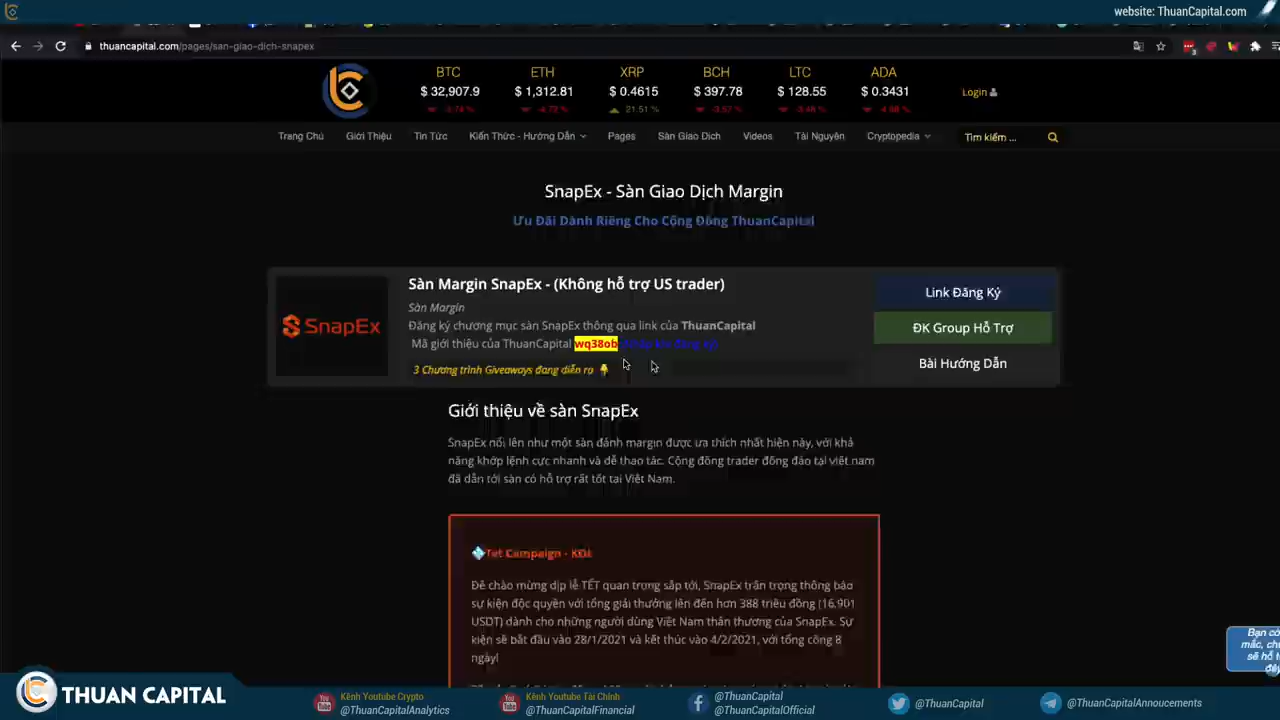 website: ThuanCapital.com
thuancapital.com/pages/san-giao-dich-snapex
BTC ETH XRP BCH LTC ADA
$ 32,907.9 $ 1,312.81 $ 0.4615 $ 397.78 $ 128.55 $ 0.3431
21.51 %
Login
Trang Chủ Giới Thiệu Tin Tức Kiến Thức - Hướng Dẫn Pages Sàn Giao Dịch Videos Tài Nguyên Cryptopedia Tìm kiếm ...
SnapEx - Sàn Giao Dịch Margin
Ưu Đãi Dành Riêng Cho Cộng Đồng ThuanCapital
SnapEx
Sàn Margin SnapEx - (Không hỗ trợ US trader)
Sàn Margin
Đăng ký chương mục sàn SnapEx thông qua link của ThuanCapital
Mã giới thiệu của ThuanCapital wq38ob
3 Chương trình Giveaways đang diễn ra
Link Đăng Ký
ĐK Group Hỗ Trợ
Bài Hướng Dẫn
Giới thiệu về sàn SnapEx
SnapEx nổi lên như một sàn đánh margin được ưa thích nhất hiện này, với khả
năng khớp lệnh cực nhanh và dễ thao tác. Cộng đồng trader đông đảo tại việt nam
đã dẫn tới sàn có hỗ trợ rất tốt tại Việt Nam.
Tet Campaign - KOL
Để chào mừng dịp lễ TẾT quan trọng sắp tới, SnapEx trân trọng thông báo
sự kiện độc quyền với tổng giải thưởng lên đến hơn 388 triệu đồng (16.901
USDT) dành cho những người dùng Việt Nam thân thương của SnapEx. Sự
kiện sẽ bắt đầu vào 28/1/2021 và kết thúc vào 4/2/2021, với tổng cộng 8
ngày!
THUAN CAPITAL
Kênh Youtube Crypto
@ThuanCapitalAnalytics
Kênh Youtube Tài Chính
@ThuanCapitalFinancial
@ThuanCapital
@ThuanCapitalOfficial
@ThuanCapital
@ThuanCapitalAnnoucements